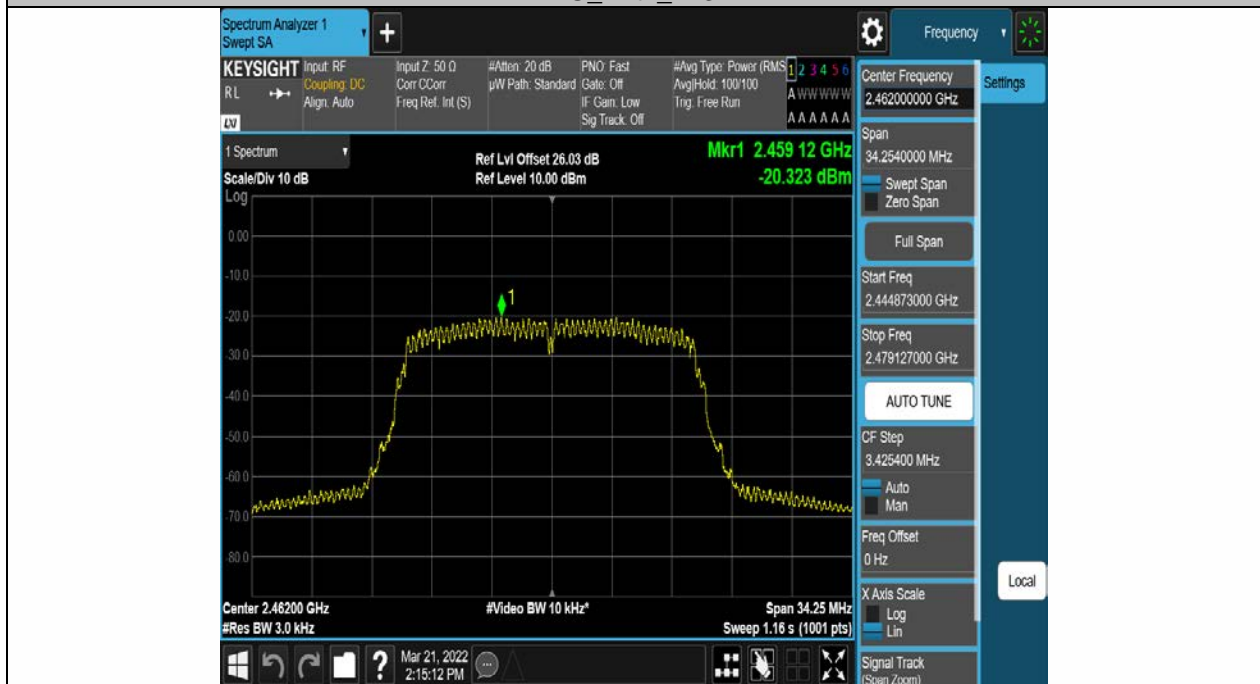 Spectrum Analyzer 1
Swept SA
+
Frequency
KEYSIGHT
RL
LXI
Input: RF
Coupling: DC
Align: Auto
Input Z: 50 Ω
Corr CCorr
Freq Ref: Int (S)
#Atten: 20 dB
µW Path: Standard
PNO: Fast
Gate: Off
IF Gain: Low
Sig Track: Off
#Avg Type: Power (RMS
Avg|Hold: 100/100
Trig: Free Run
1 2 3 4 5 6
A W W W W W
A A A A A A
1 Spectrum
Scale/Div 10 dB
Ref Lvl Offset 26.03 dB
Ref Level 10.00 dBm
Mkr1 2.459 12 GHz
-20.323 dBm
Log
0.00
-10.0
-20.0
-30.0
-40.0
-50.0
-60.0
-70.0
-80.0
1
Center 2.46200 GHz
#Res BW 3.0 kHz
#Video BW 10 kHz*
Span 34.25 MHz
Sweep 1.16 s (1001 pts)
Center Frequency
2.462000000 GHz
Settings
Span
34.2540000 MHz
Swept Span
Zero Span
Full Span
Start Freq
2.444873000 GHz
Stop Freq
2.479127000 GHz
AUTO TUNE
CF Step
3.425400 MHz
Auto
Man
Freq Offset
0 Hz
Local
X Axis Scale
Log
Lin
Signal Track
(Span Zoom)
?
Mar 21, 2022
2:15:12 PM